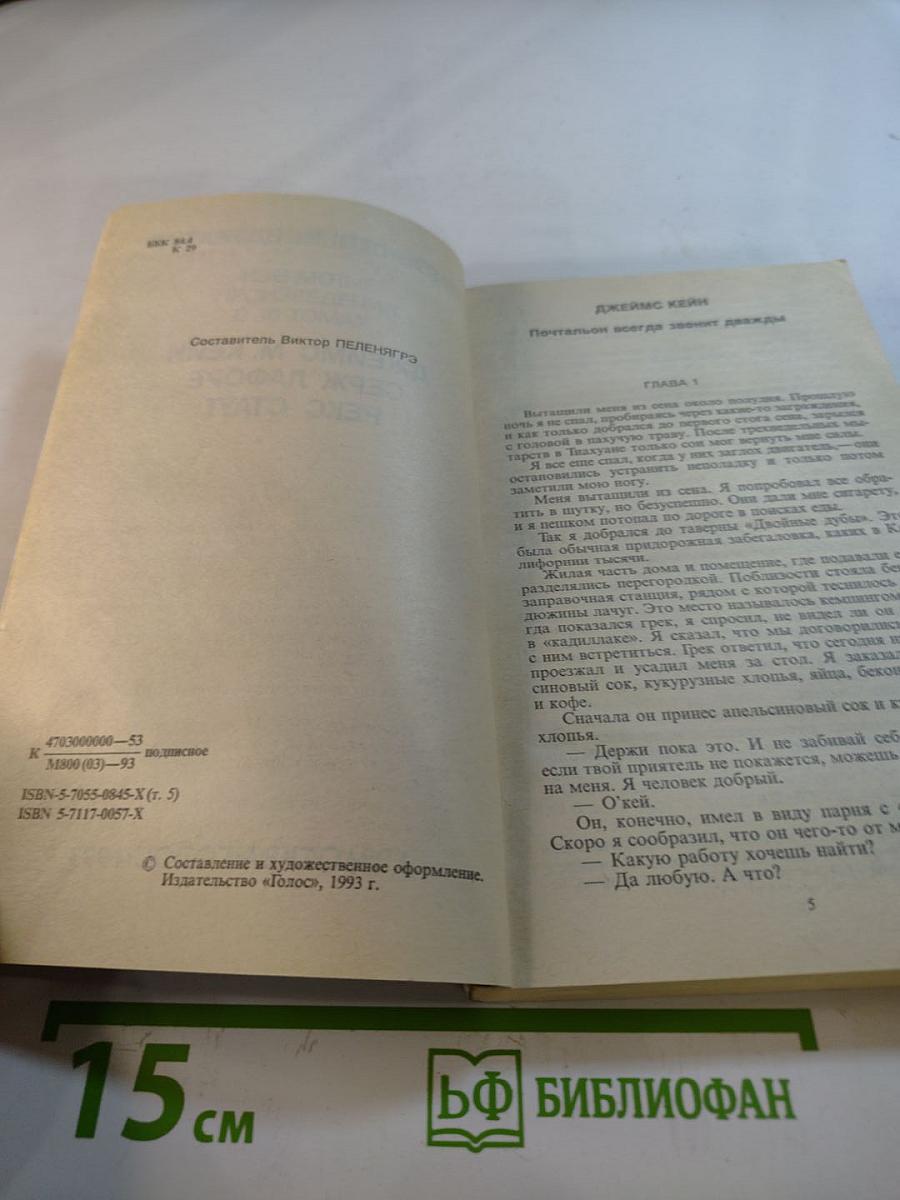 ББК 84.4
К 29
Составитель Виктор ПЕЛЕНЯГРЭ
К 4703000000—53
М800 (03)—93 подписное
ISBN-5-7055-0845-X (т. 5)
ISBN 5-7117-0057-X
© Составление и художественное оформление.
Издательство «Голос», 1993 г.
ДЖЕЙМС КЕЙН
Почтальон всегда звонит дважды
ГЛАВА 1
Вытащили меня из сена около полудня. Прошлую
ночь я не спал, пробираясь через какие-то заграждения,
и как только добрался до первого стога сена, зарылся
с головой в пахучую траву. После трехнедельных мы-
тарств в Тиахуане только сон мог вернуть мне силы.
Я все еще спал, когда у них заглох двигатель,— они
остановились устранить неполадку и только потом
заметили мою ногу.
Меня вытащили из сена. Я попробовал все обра-
тить в шутку, но безуспешно. Они дали мне сигарету,
и я пешком потопал по дороге в поисках еды.
Так я добрался до таверны «Двойные дубы». Это
была обычная придорожная забегаловка, каких в Ка
лифорнии тысячи.
Жилая часть дома и помещение, где подавали е
разделялись перегородкой. Поблизости стояла бен
заправочная станция, рядом с которой теснилось
дюжины лачуг. Это место называлось кемпингом
гда показался грек, я спросил, не видел ли он
в «кадиллаке». Я сказал, что мы договорились
с ним встретиться. Грек ответил, что сегодня н
проезжал и усадил меня за стол. Я заказал
синовый сок, кукурузные хлопья, яйца, бекон
и кофе.
Сначала он принес апельсиновый сок и к
хлопья.
— Держи пока это. И не забивай себ
если твой приятель не покажется, можешь
на меня. Я человек добрый.
— О'кей.
Он, конечно, имел в виду парня с
Скоро я сообразил, что он чего-то от м
— Какую работу хочешь найти?
— Да любую. А что?
5
15 см
ЬФ БИБЛИОФАН